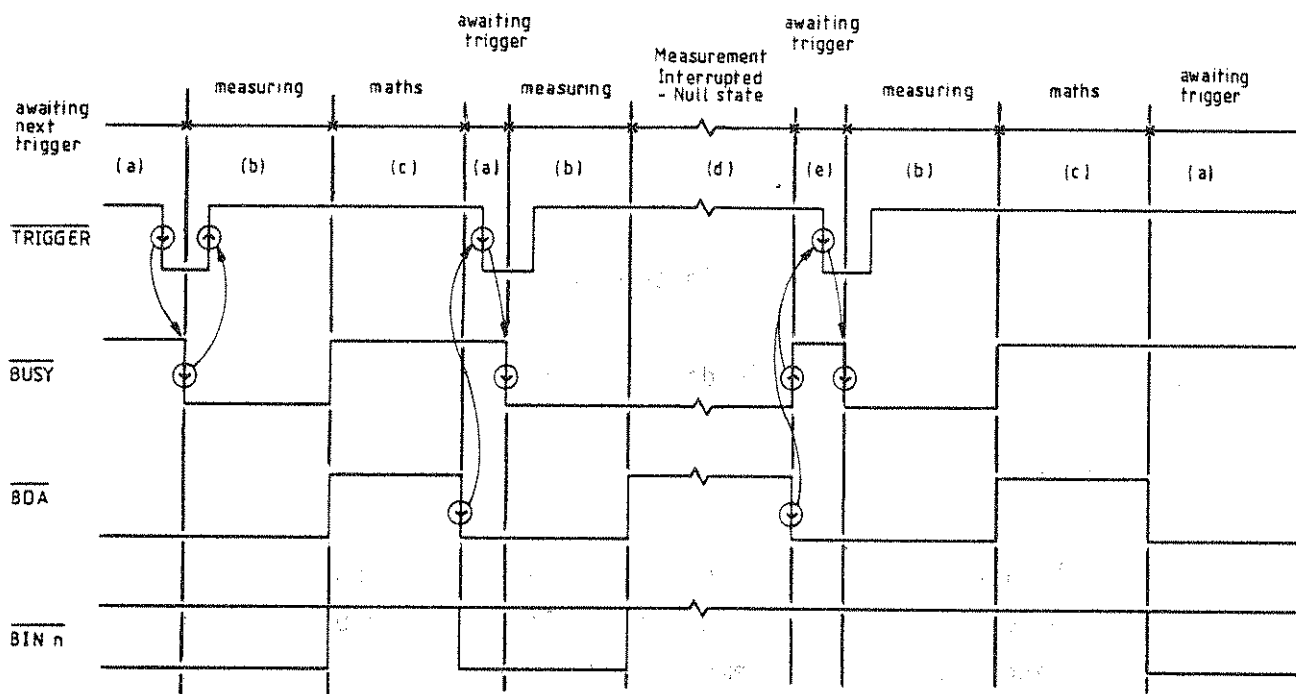 awaiting
trigger
awaiting
trigger
Measurement
Interrupted
- Null state
measuring
maths
measuring
measuring
maths
awaiting
trigger
awaiting
next
trigger
(a)
(b)
(c)
(a)
(b)
(d)
(e)
(b)
(c)
(a)
TRIGGER
BUSY
BDA
BIN n